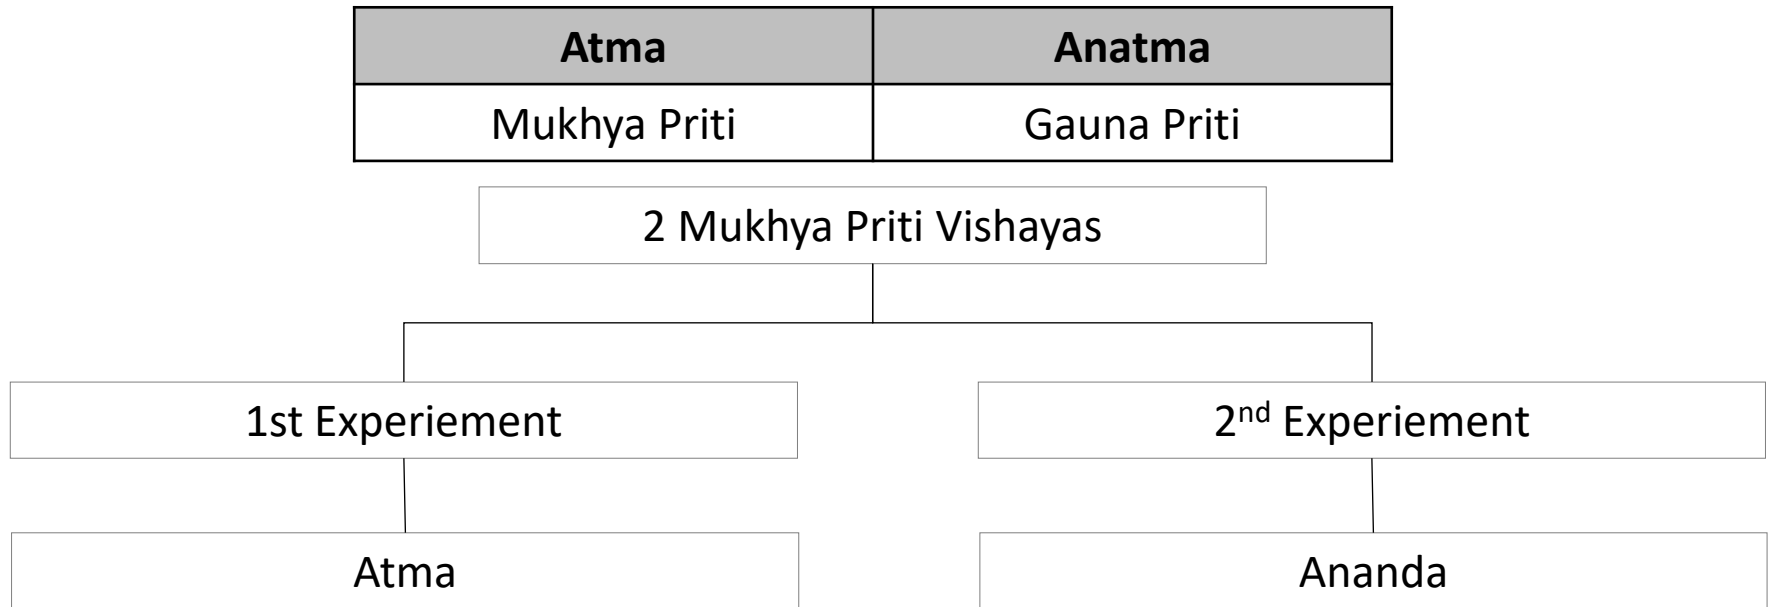 Atma Anatma
Mukhya Priti Gauna Priti
2 Mukhya Priti Vishayas
1st Experiement 2nd Experiement
Atma Ananda